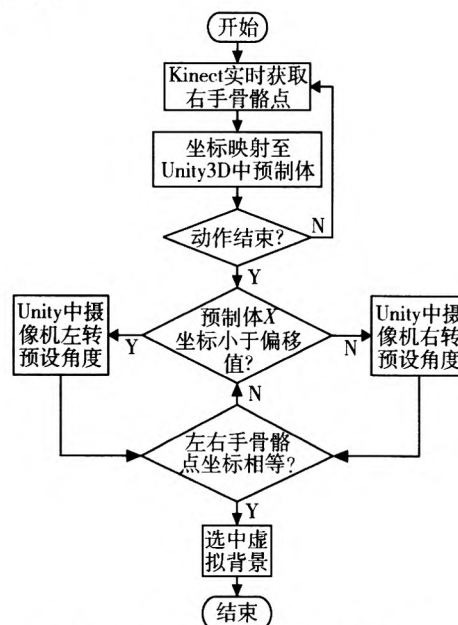 开始
Kinect实时获取
右手骨骼点
坐标映射至
Unity3D中预制体
动作结束?
N
Y
Unity中摄
像机左转
预设角度
Y
预制体X
坐标小于偏移
值?
N
Unity中摄
像机右转
预设角度
N
左右手骨骼
点坐标相等?
Y
选中虚
拟背景
结束